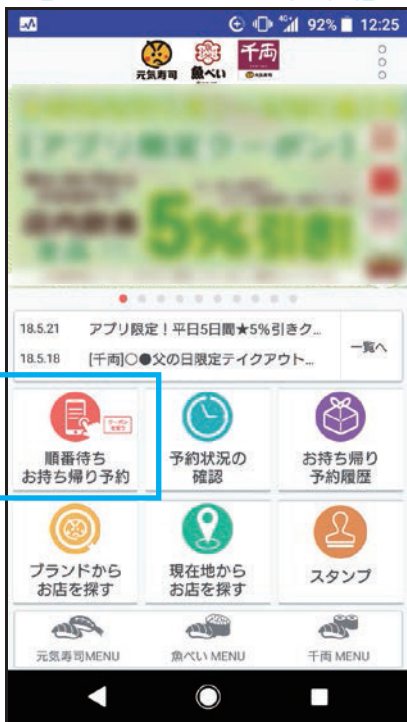 92% 12:25
元気寿司 魚べい 千両
5%引き!
18.5.21 アプリ限定!平日5日間★5%引きク...
一覧へ
18.5.18 [千両]○●父の日限定テイクアウト...
順番待ち
お持ち帰り予約
予約状況の
確認
お持ち帰り
予約履歴
ブランドから
お店を探す
現在地から
お店を探す
スタンプ
元気寿司MENU
魚べい MENU
千両 MENU